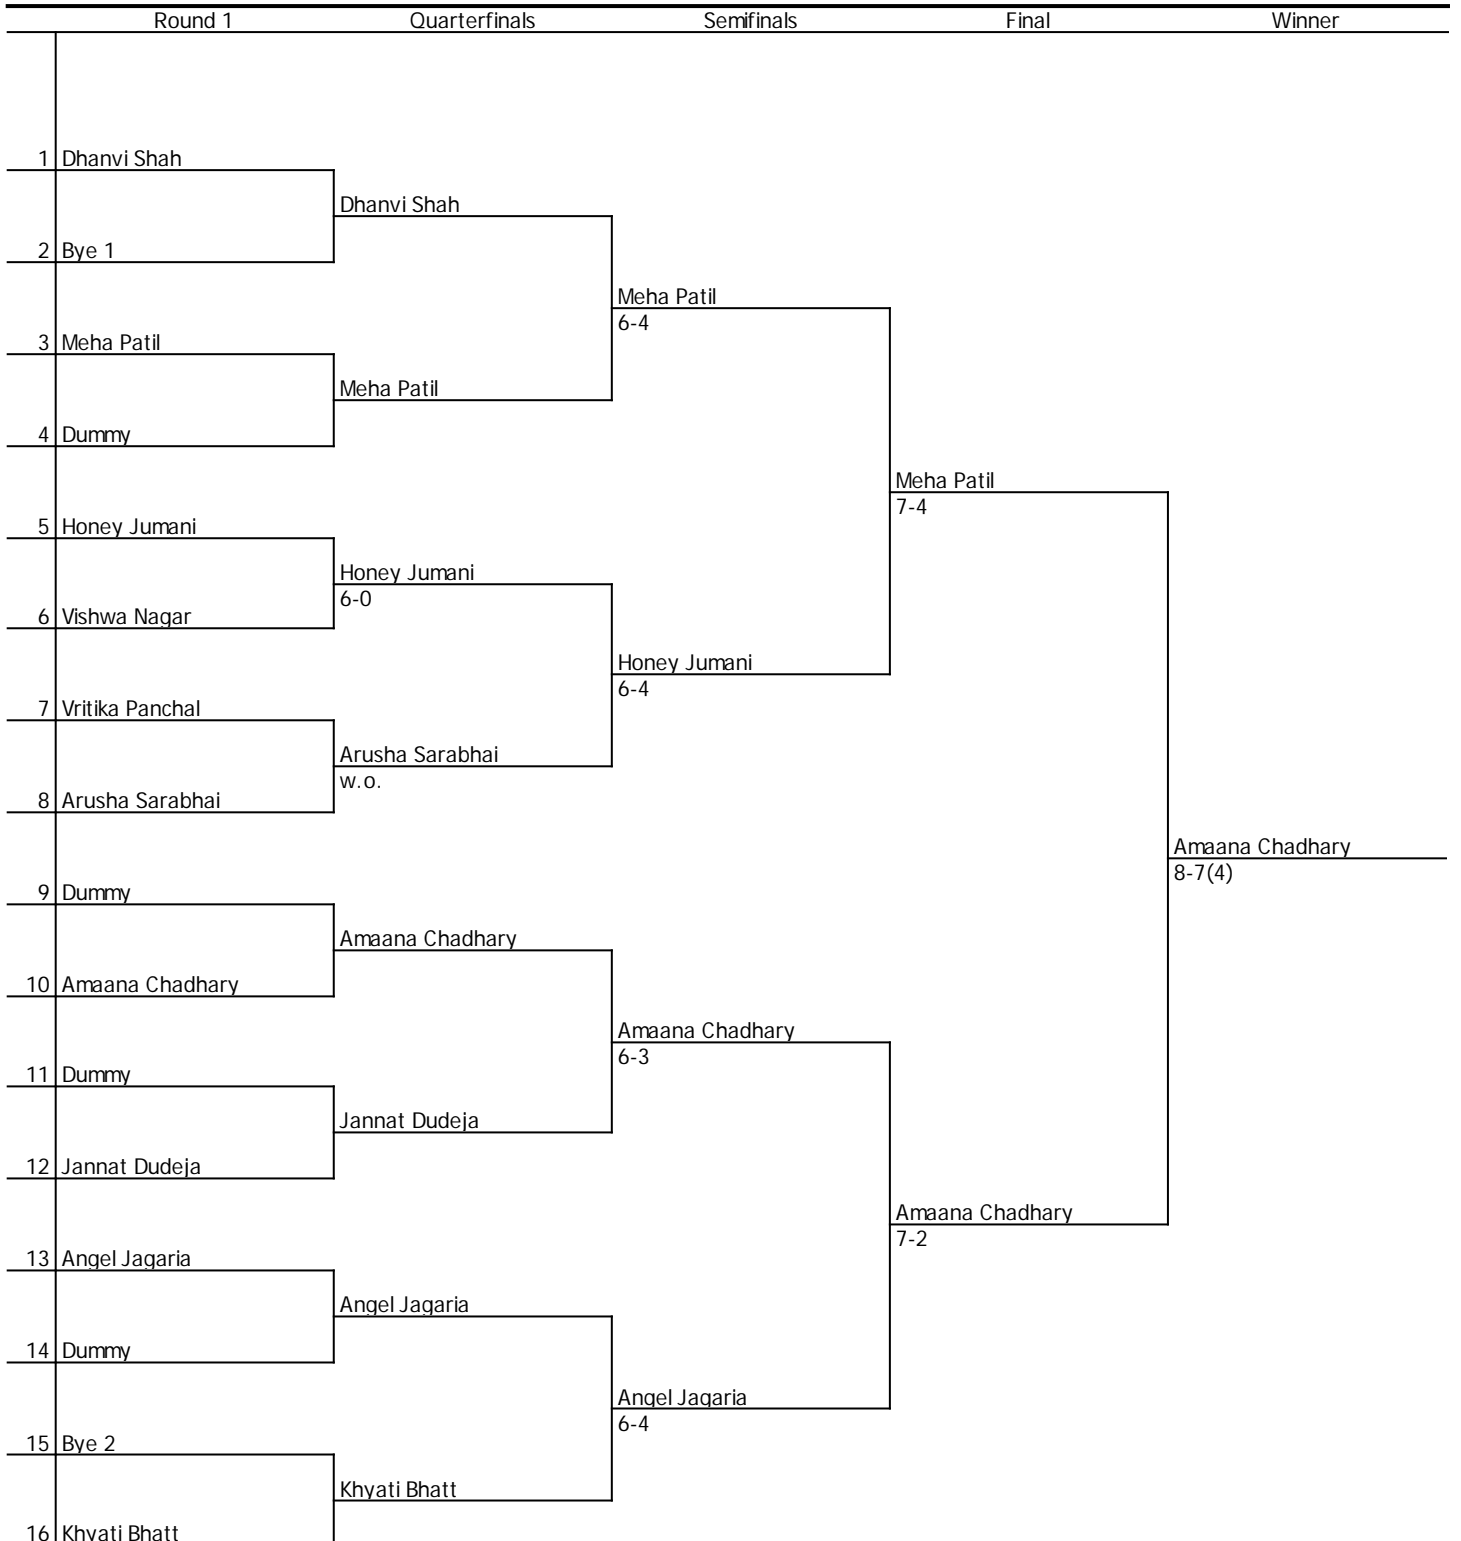 Round 1 Quarterfinals Semifinals Final Winner
1 Dhanvi Shah
Dhanvi Shah
2 Bye 1
Meha Patil
6-4
3 Meha Patil
Meha Patil
4 Dummy
Meha Patil
7-4
5 Honey Jumani
Honey Jumani
6-0
6 Vishwa Nagar
Honey Jumani
6-4
7 Vritika Panchal
Arusha Sarabhai
w.o.
8 Arusha Sarabhai
Amaana Chadhary
8-7(4)
9 Dummy
Amaana Chadhary
10 Amaana Chadhary
Amaana Chadhary
6-3
11 Dummy
Jannat Dudeja
12 Jannat Dudeja
Amaana Chadhary
7-2
13 Angel Jagaria
Angel Jagaria
14 Dummy
Angel Jagaria
6-4
15 Bye 2
Khyati Bhatt
16 Khyati Bhatt